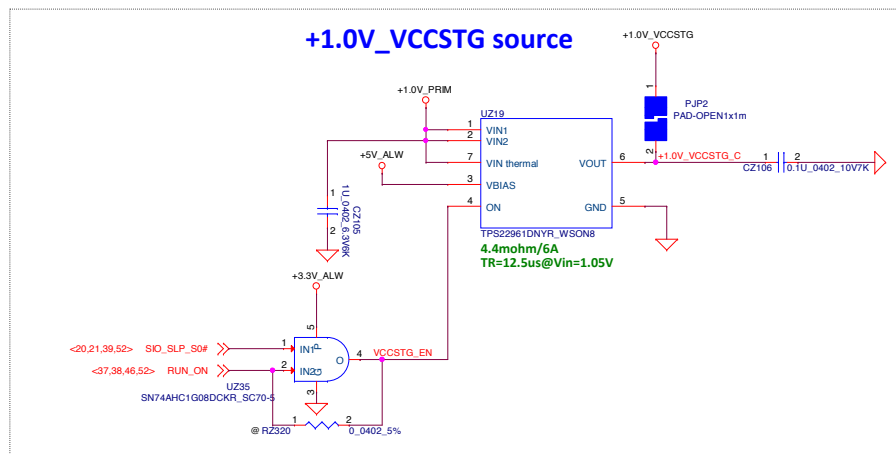 +1.0V_VCCSTG source
+1.0V_VCCSTG
1
PJP2
PAD-OPEN1x1m
2
+1.0V_PRIM
UZ19
1 VIN1
2 VIN2
7 VIN thermal VOUT 6
+1.0V_VCCSTG_C
1 2
CZ106 0.1U_0402_10V7K
+5V_ALW
3 VBIAS
4 ON GND 5
TPS22961DNYR_WSON8
4.4mohm/6A
TR=12.5us@Vin=1.05V
1
2
CZ105
1U_0402_6.3V6K
+3.3V_ALW
5
<20,21,39,52> SIO_SLP_S0# 1 IN1 P
O 4 VCCSTG_EN
<37,38,46,52> RUN_ON 2 IN2 G
3
UZ35
SN74AHC1G08DCKR_SC70-5
1 2
@ RZ320 0_0402_5%